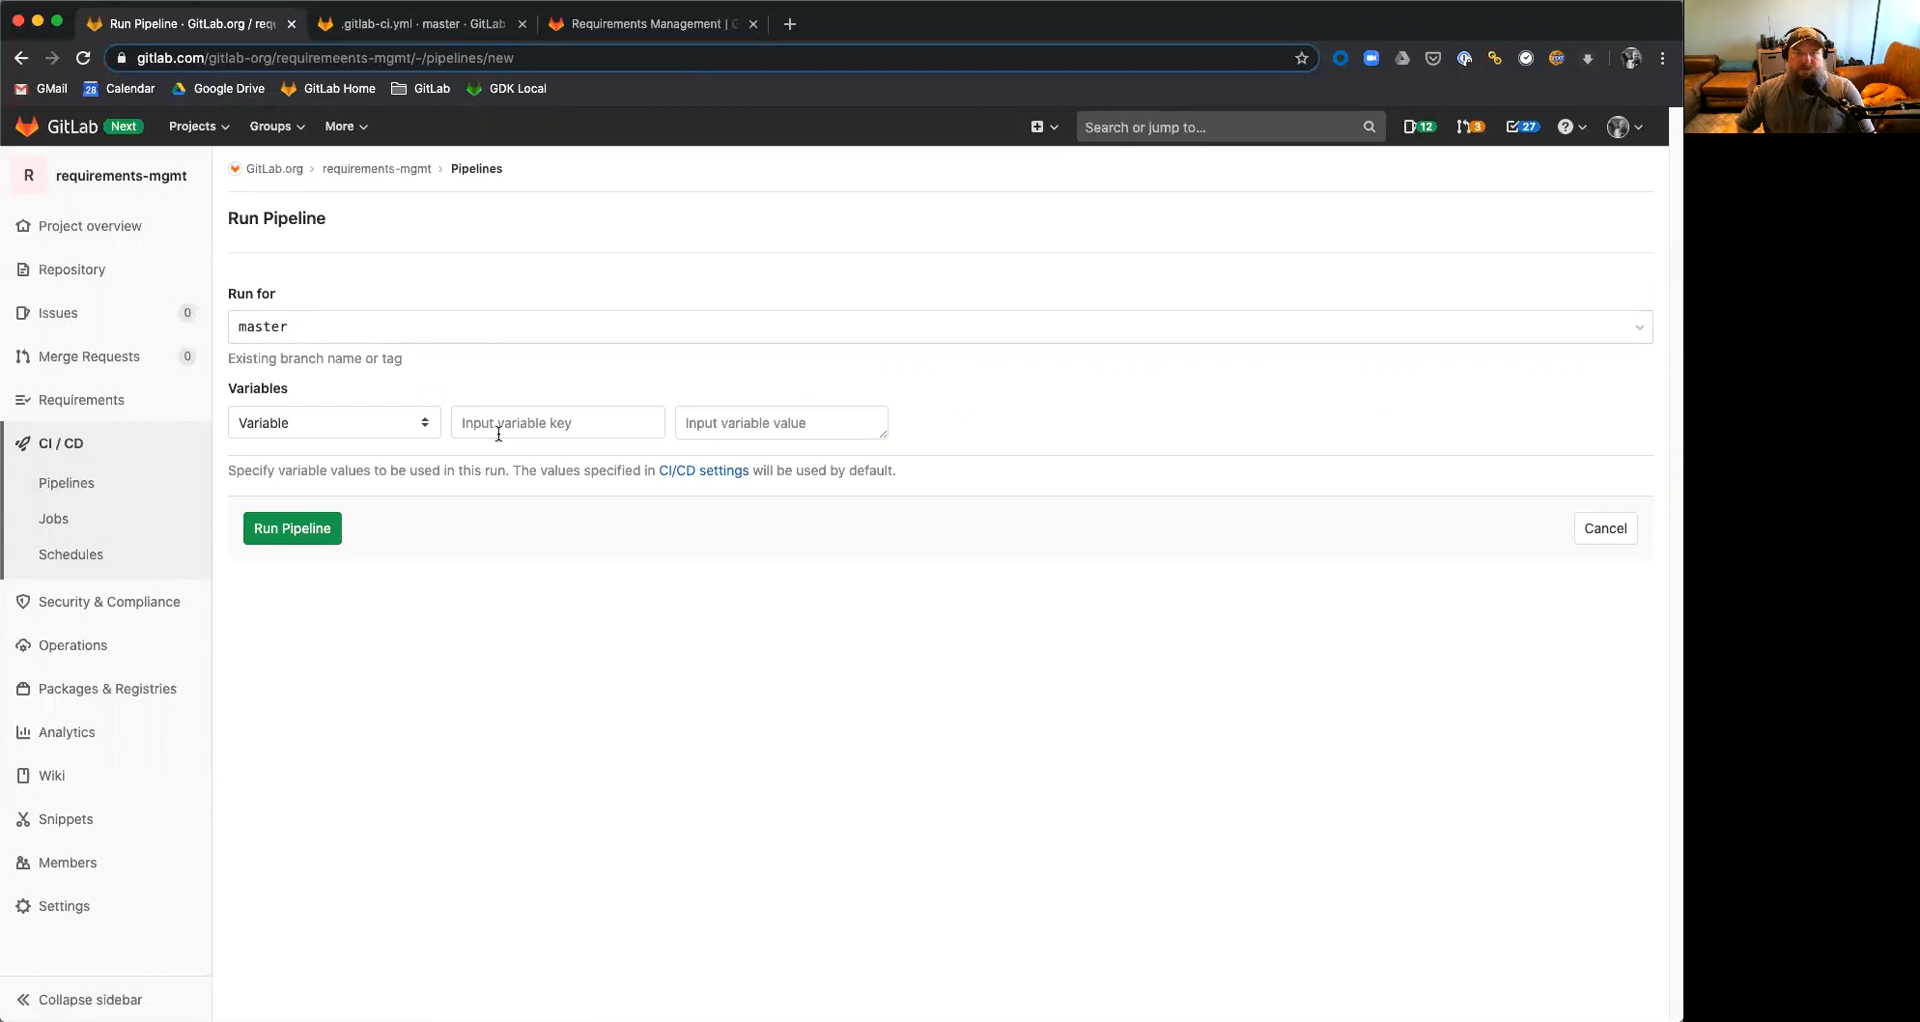 Run Pipeline · GitLab.org / requ
.gitlab-ci.yml · master · GitLab
Requirements Management | G
gitlab.com/gitlab-org/requiremeents-mgmt/-/pipelines/new
GMail
28
Calendar
Google Drive
GitLab Home
GitLab
GDK Local
GitLab
Next
Projects
Groups
More
Search or jump to...
12
3
27
R
requirements-mgmt
GitLab.org › requirements-mgmt › Pipelines
Run Pipeline
Project overview
Repository
Issues
0
Merge Requests
0
Requirements
CI / CD
Pipelines
Jobs
Schedules
Security & Compliance
Operations
Packages & Registries
Analytics
Wiki
Snippets
Members
Settings
Collapse sidebar
Run for
master
Existing branch name or tag
Variables
Variable
Input variable key
Input variable value
Specify variable values to be used in this run. The values specified in CI/CD settings will be used by default.
Run Pipeline
Cancel